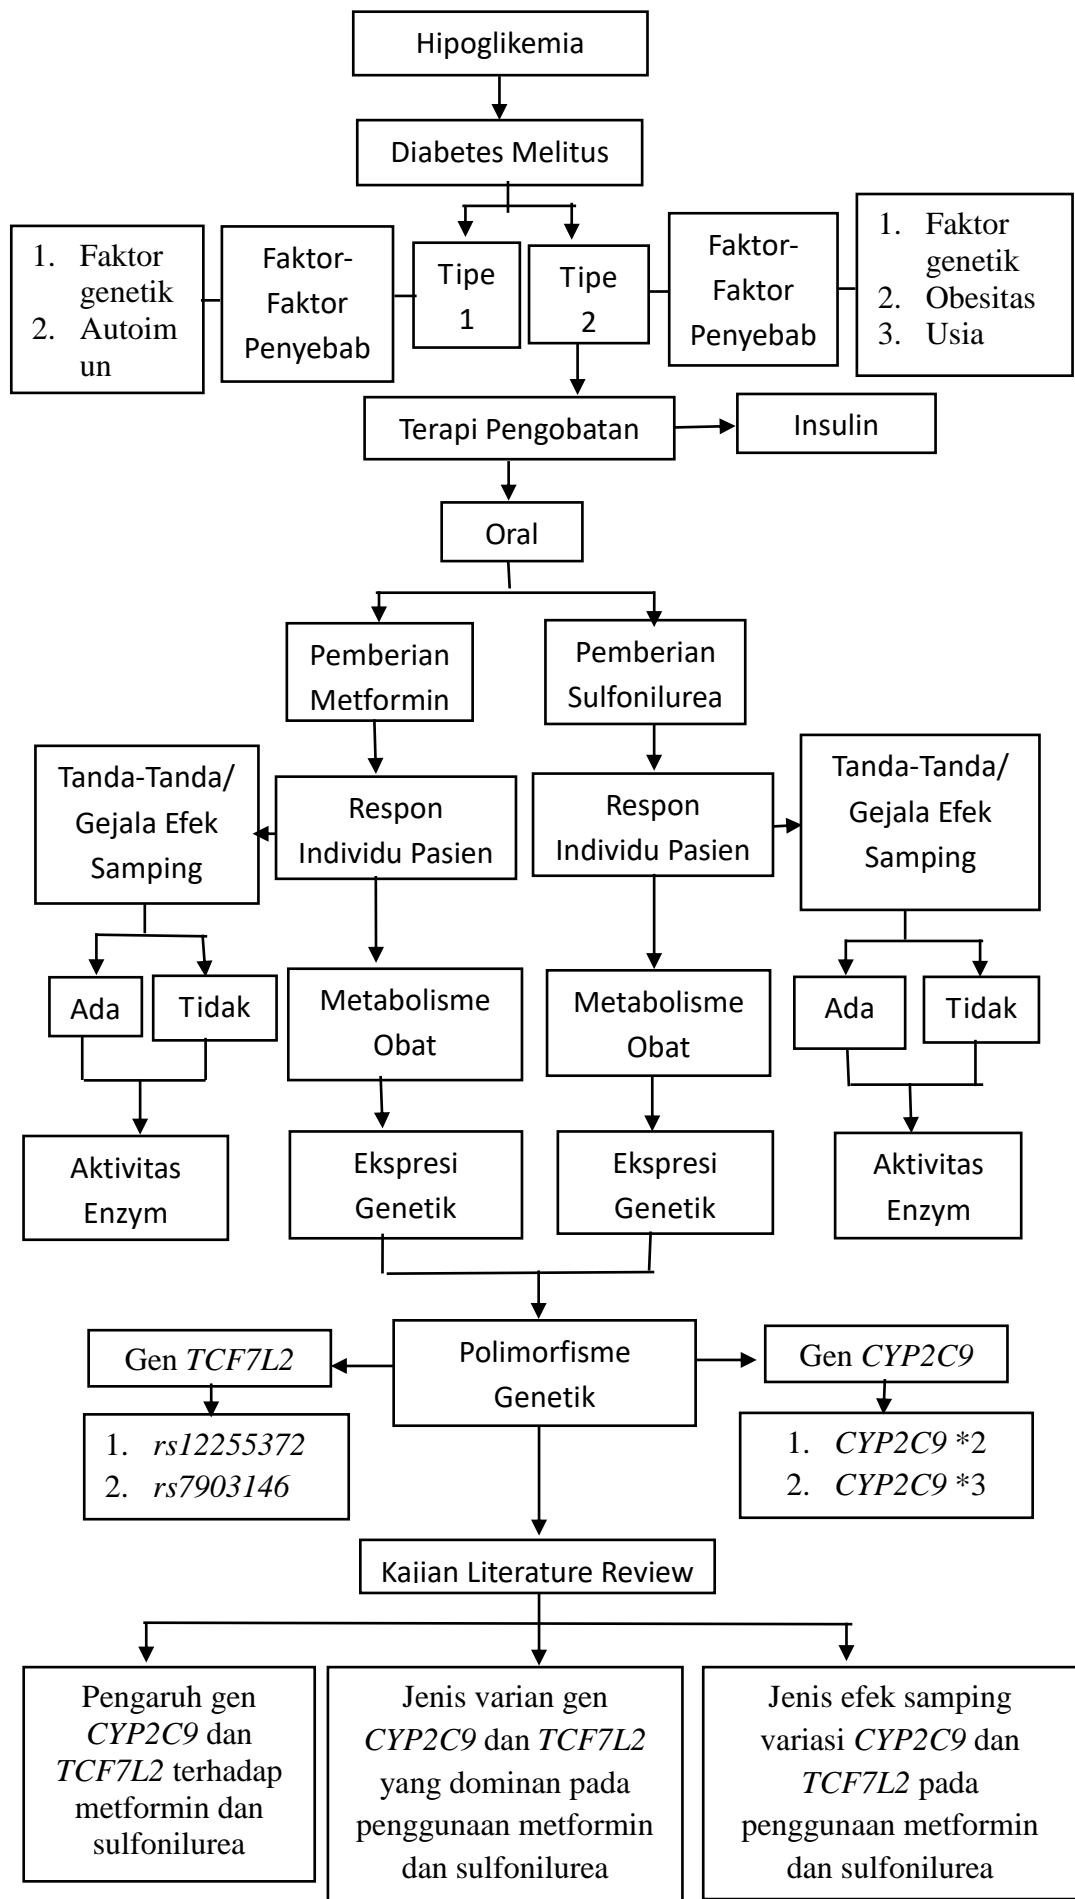 Hipoglikemia
Diabetes Melitus
1. Faktor
genetik
2. Autoim
un
Faktor-
Faktor
Penyebab
Tipe
1
Tipe
2
Faktor-
Faktor
Penyebab
1. Faktor
genetik
2. Obesitas
3. Usia
Terapi Pengobatan
Insulin
Oral
Pemberian
Metformin
Pemberian
Sulfonilurea
Tanda-Tanda/
Gejala Efek
Samping
Respon
Individu Pasien
Respon
Individu Pasien
Tanda-Tanda/
Gejala Efek
Samping
Ada
Tidak
Metabolisme
Obat
Metabolisme
Obat
Ada
Tidak
Aktivitas
Enzym
Ekspresi
Genetik
Ekspresi
Genetik
Aktivitas
Enzym
Gen TCF7L2
Polimorfisme
Genetik
Gen CYP2C9
1. rs12255372
2. rs7903146
1. CYP2C9 *2
2. CYP2C9 *3
Kajian Literature Review
Pengaruh gen
CYP2C9 dan
TCF7L2 terhadap
metformin dan
sulfonilurea
Jenis varian gen
CYP2C9 dan TCF7L2
yang dominan pada
penggunaan metformin
dan sulfonilurea
Jenis efek samping
variasi CYP2C9 dan
TCF7L2 pada
penggunaan metformin
dan sulfonilurea